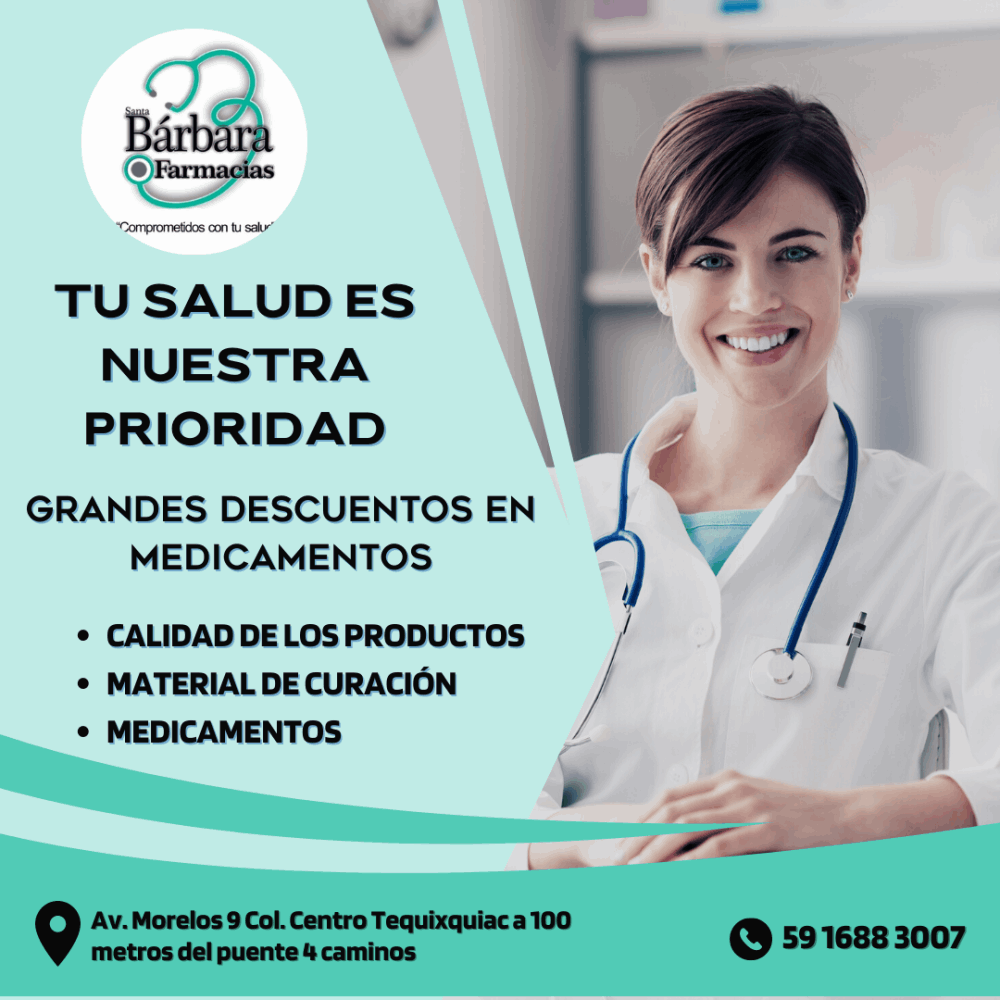 Santa
Bárbara
Farmacias
"Comprometidos con tu salud"
TU SALUD ES
NUESTRA
PRIORIDAD
GRANDES DESCUENTOS EN
MEDICAMENTOS
• CALIDAD DE LOS PRODUCTOS
• MATERIAL DE CURACIÓN
• MEDICAMENTOS
Av. Morelos 9 Col. Centro Tequixquiac a 100
metros del puente 4 caminos
59 1688 3007